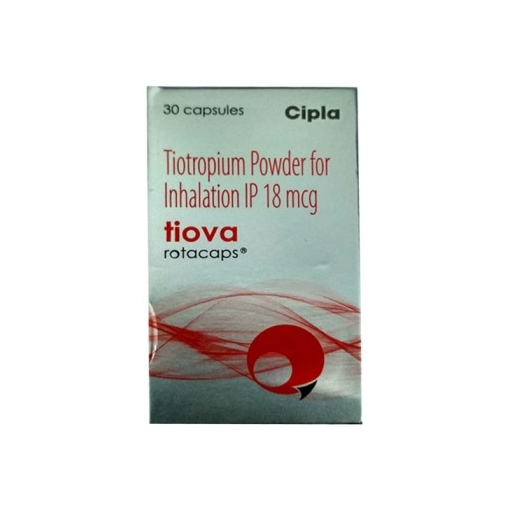 30 capsules
Cipla
Tiotropium Powder for
Inhalation IP 18 mcg
tiova
rotacaps®